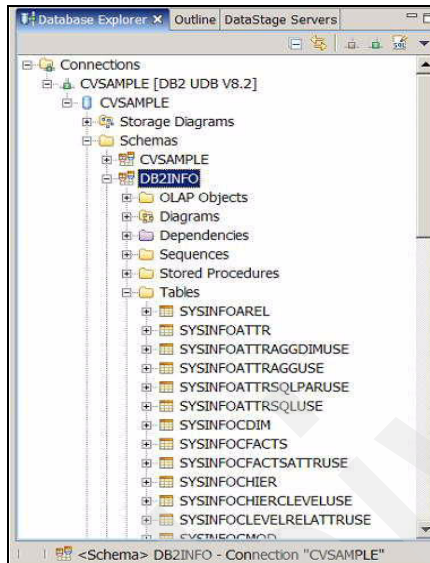 Database Explorer Outline DataStage Servers
SQL
Connections
CVSAMPLE [DB2 UDB V8.2]
CVSAMPLE
Storage Diagrams
Schemas
CVSAMPLE
DB2INFO
OLAP Objects
Diagrams
Dependencies
Sequences
Stored Procedures
Tables
SYSINFOAREL
SYSINFOATTR
SYSINFOATTRAGGDIMUSE
SYSINFOATTRAGGUSE
SYSINFOATTRSQLPARUSE
SYSINFOATTRSQLUSE
SYSINFOCDIM
SYSINFOCFACTS
SYSINFOCFACTSATTRUSE
SYSINFOCHIER
SYSINFOCHIERCLEVELUSE
SYSINFOCLEVELRELATTRUSE
SYSINFOCMOD
<Schema> DB2INFO - Connection "CVSAMPLE"